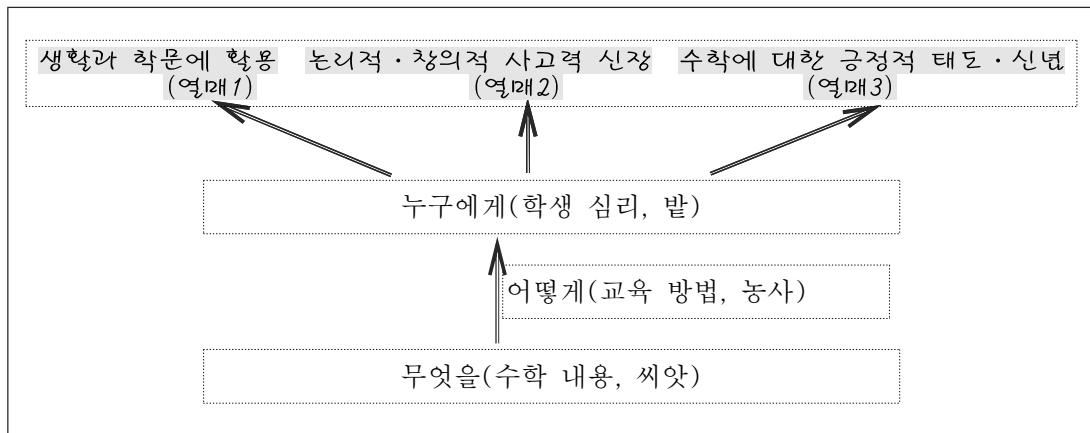 생활과 학문에 활용 논리적·창의적 사고력 신장 수학에 대한 긍정적 태도·신념
(열매1) (열매2) (열매3)
누구에게(학생 심리, 밭)
어떻게(교육 방법, 농사)
무엇을(수학 내용, 씨앗)